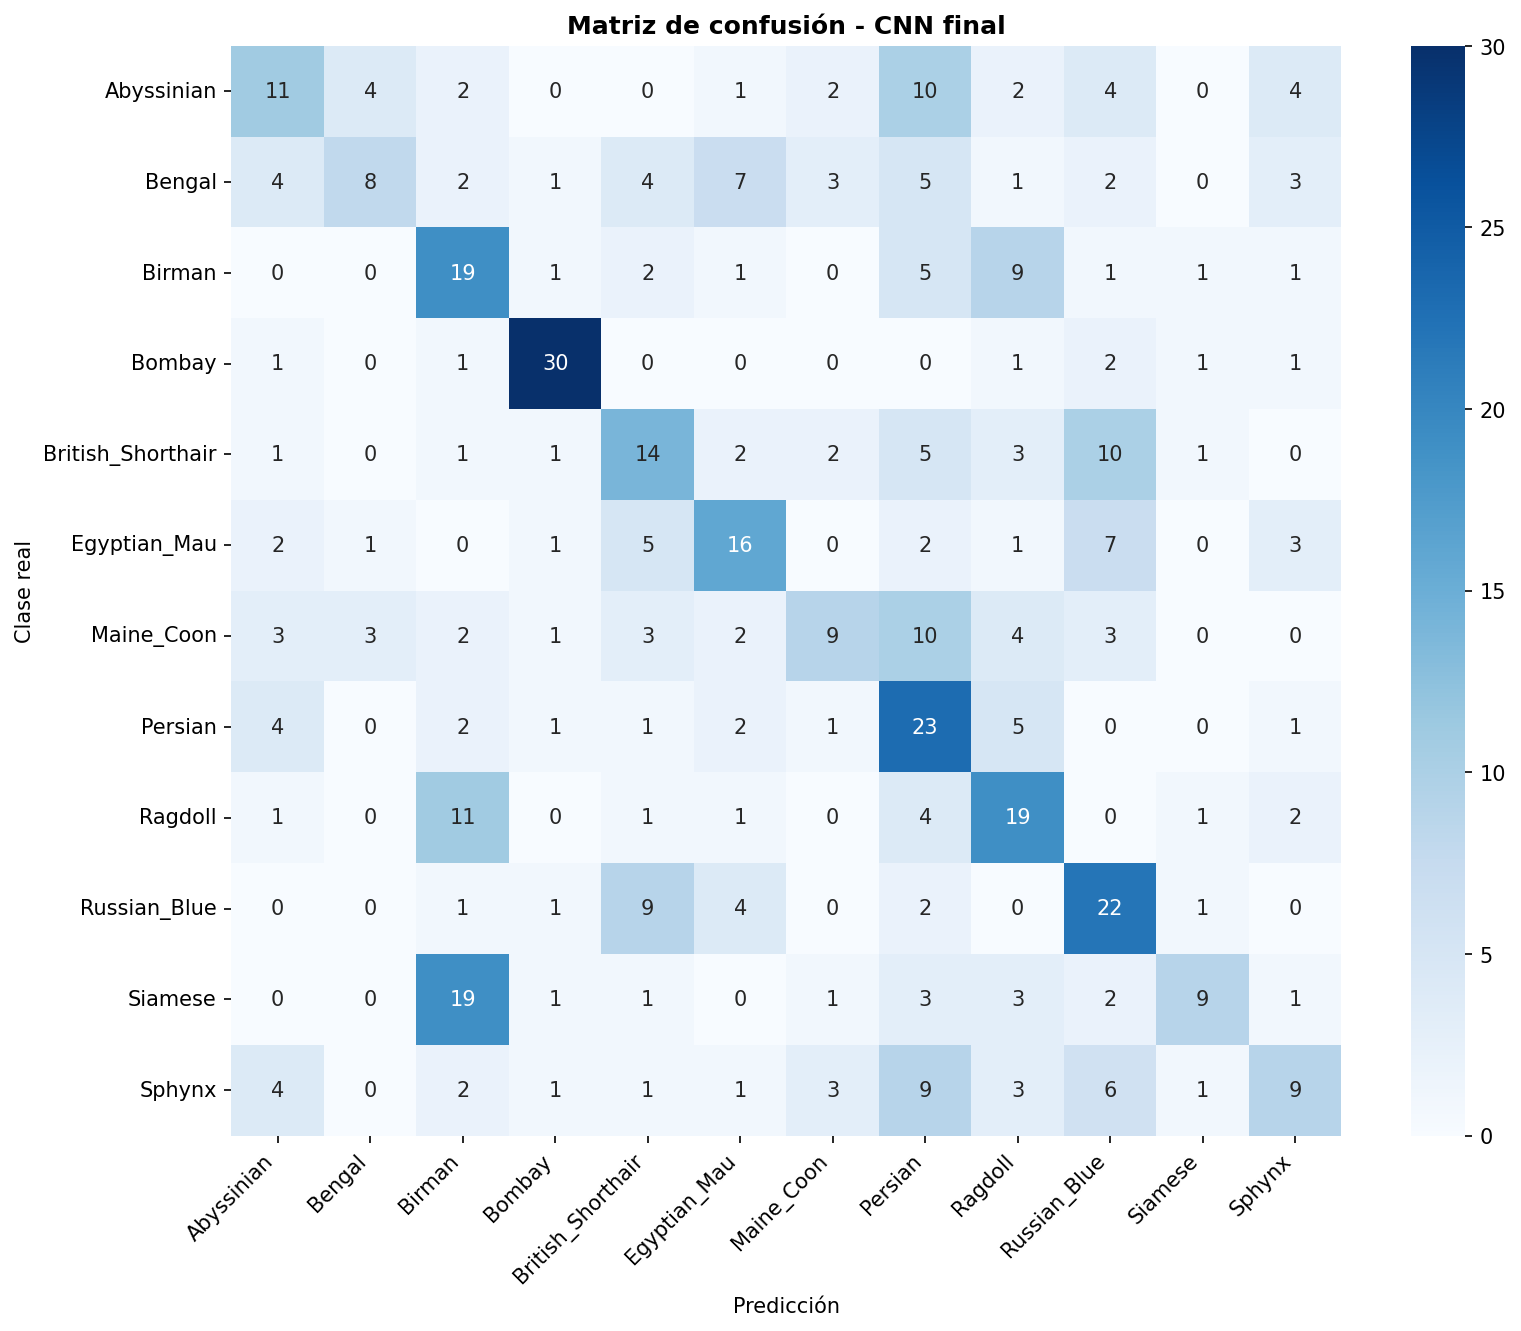 Matriz de confusión - CNN final
Clase real
Abyssinian 11 4 2 0 0 1 2 10 2 4 0 4
Bengal 4 8 2 1 4 7 3 5 1 2 0 3
Birman 0 0 19 1 2 1 0 5 9 1 1 1
Bombay 1 0 1 30 0 0 0 0 1 2 1 1
British_Shorthair 1 0 1 1 14 2 2 5 3 10 1 0
Egyptian_Mau 2 1 0 1 5 16 0 2 1 7 0 3
Maine_Coon 3 3 2 1 3 2 9 10 4 3 0 0
Persian 4 0 2 1 1 2 1 23 5 0 0 1
Ragdoll 1 0 11 0 1 1 0 4 19 0 1 2
Russian_Blue 0 0 1 1 9 4 0 2 0 22 1 0
Siamese 0 0 19 1 1 0 1 3 3 2 9 1
Sphynx 4 0 2 1 1 1 3 9 3 6 1 9
Abyssinian Bengal Birman Bombay British_Shorthair Egyptian_Mau Maine_Coon Persian Ragdoll Russian_Blue Siamese Sphynx
Predicción
30
25
20
15
10
5
0